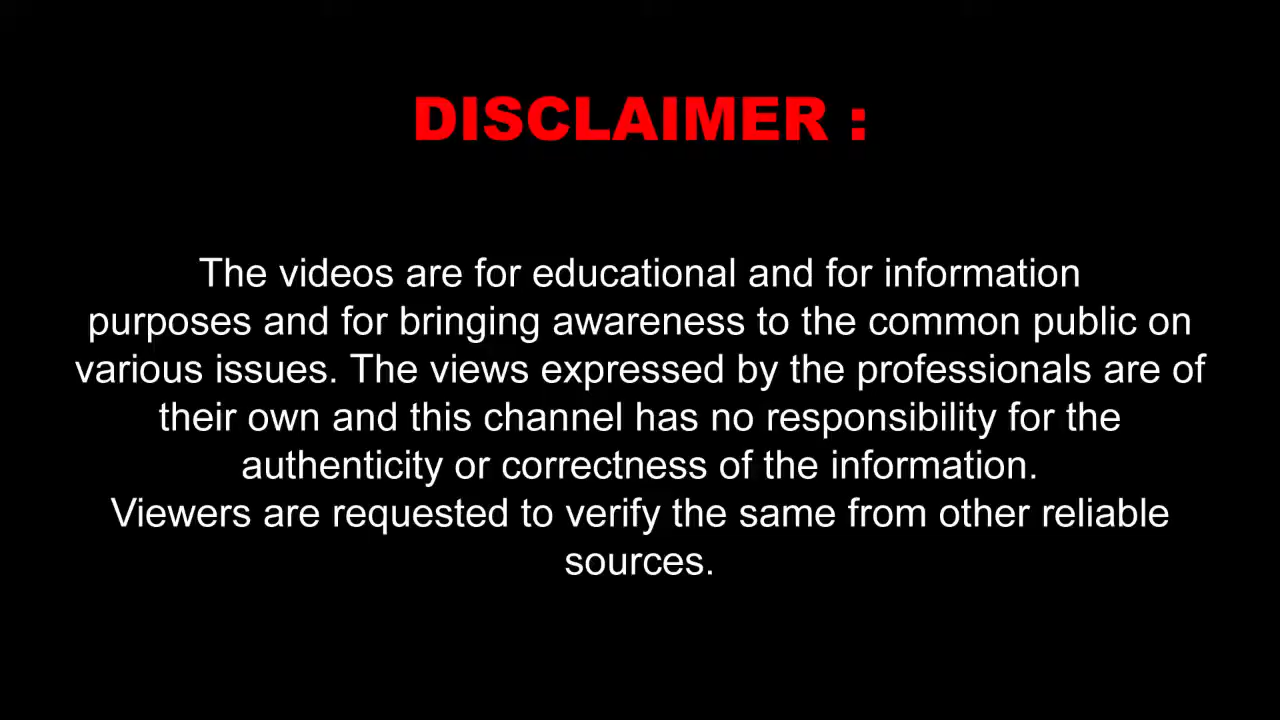 DISCLAIMER :
The videos are for educational and for information
purposes and for bringing awareness to the common public on
various issues. The views expressed by the professionals are of
their own and this channel has no responsibility for the
authenticity or correctness of the information.
Viewers are requested to verify the same from other reliable
sources.